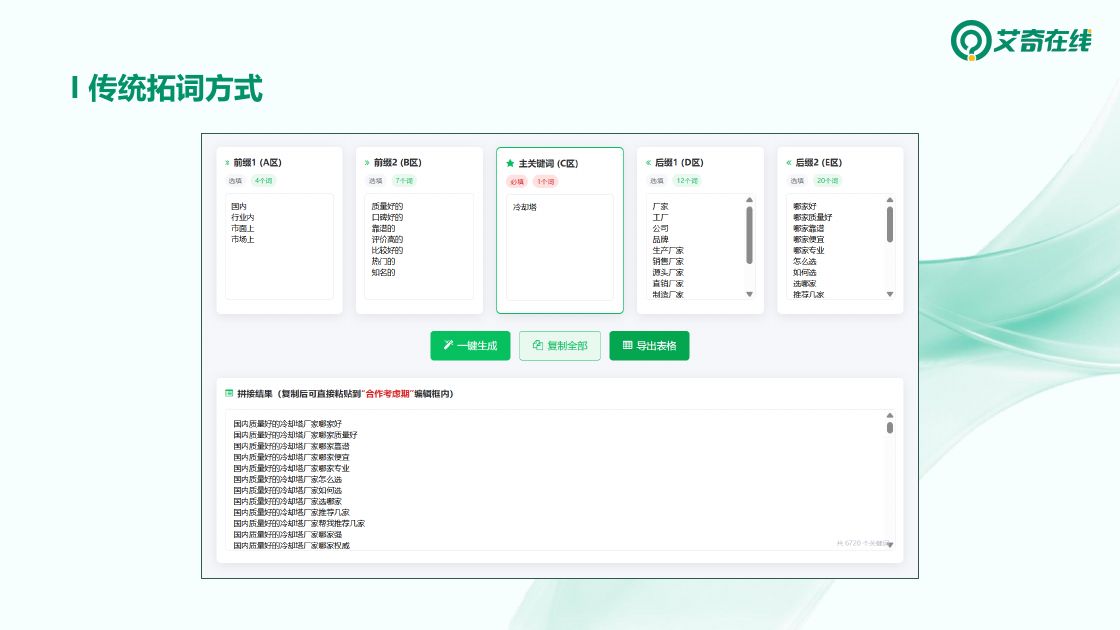 艾奇在线
传统拓词方式
前缀1 (A区)
选填 4个词
国内
行业内
市面上
市场上
前缀2 (B区)
选填 7个词
质量好的
口碑好的
靠谱的
评价高的
比较好的
热门的
知名的
主关键词 (C区)
必填 1个词
冷却塔
后缀1 (D区)
选填 12个词
厂家
工厂
公司
品牌
生产厂家
销售厂家
源头厂家
直销厂家
制造厂家
后缀2 (E区)
选填 20个词
哪家好
哪家质量好
哪家靠谱
哪家便宜
哪家专业
怎么选
如何选
选哪家
推荐几家
一键生成
复制全部
导出表格
拼接结果（复制后可直接粘贴到"合作考虑期"编辑框内）
国内质量好的冷却塔厂家哪家好
国内质量好的冷却塔厂家哪家质量好
国内质量好的冷却塔厂家哪家靠谱
国内质量好的冷却塔厂家哪家便宜
国内质量好的冷却塔厂家哪家专业
国内质量好的冷却塔厂家怎么选
国内质量好的冷却塔厂家如何选
国内质量好的冷却塔厂家选哪家
国内质量好的冷却塔厂家推荐几家
国内质量好的冷却塔厂家帮我推荐几家
国内质量好的冷却塔厂家哪家强
国内质量好的冷却塔厂家哪家权威
共 6720 个关键词